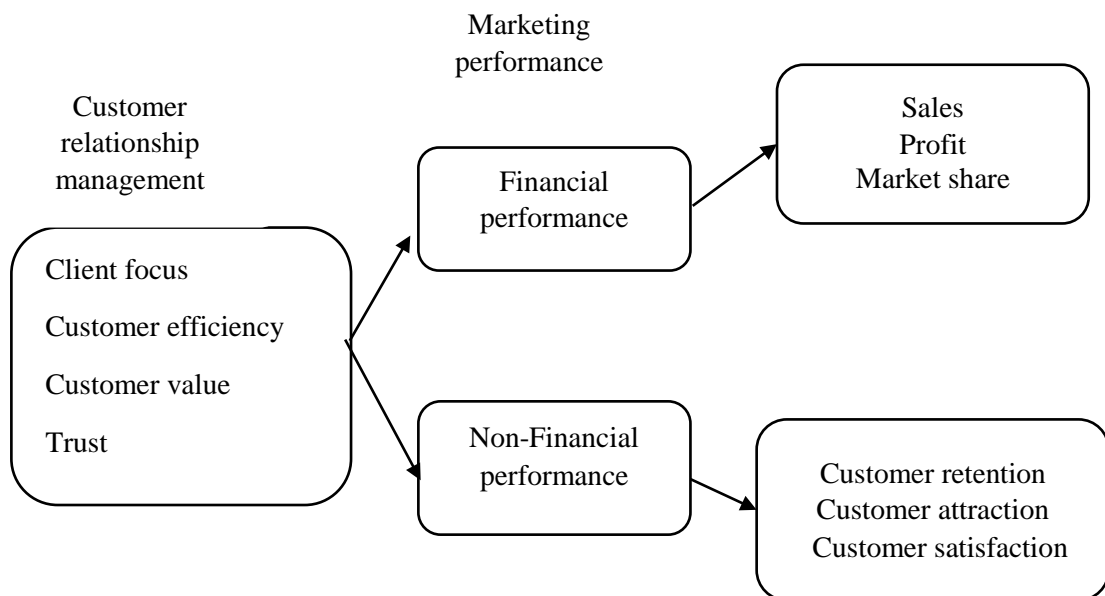 Marketing
performance
Customer
relationship
management
Client focus
Customer efficiency
Customer value
Trust
Financial
performance
Sales
Profit
Market share
Non-Financial
performance
Customer retention
Customer attraction
Customer satisfaction